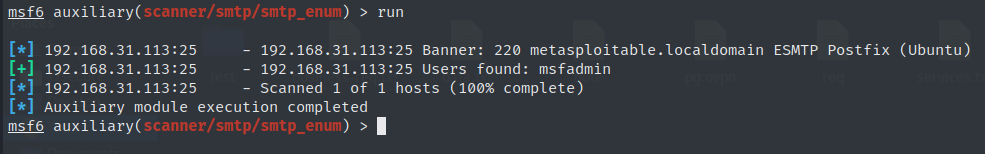 msf6 auxiliary(scanner/smtp/smtp_enum) > run
[*] 192.168.31.113:25 - 192.168.31.113:25 Banner: 220 metasploitable.localdomain ESMTP Postfix (Ubuntu)
[+] 192.168.31.113:25 - 192.168.31.113:25 Users found: msfadmin
[*] 192.168.31.113:25 - Scanned 1 of 1 hosts (100% complete)
[*] Auxiliary module execution completed
msf6 auxiliary(scanner/smtp/smtp_enum) >